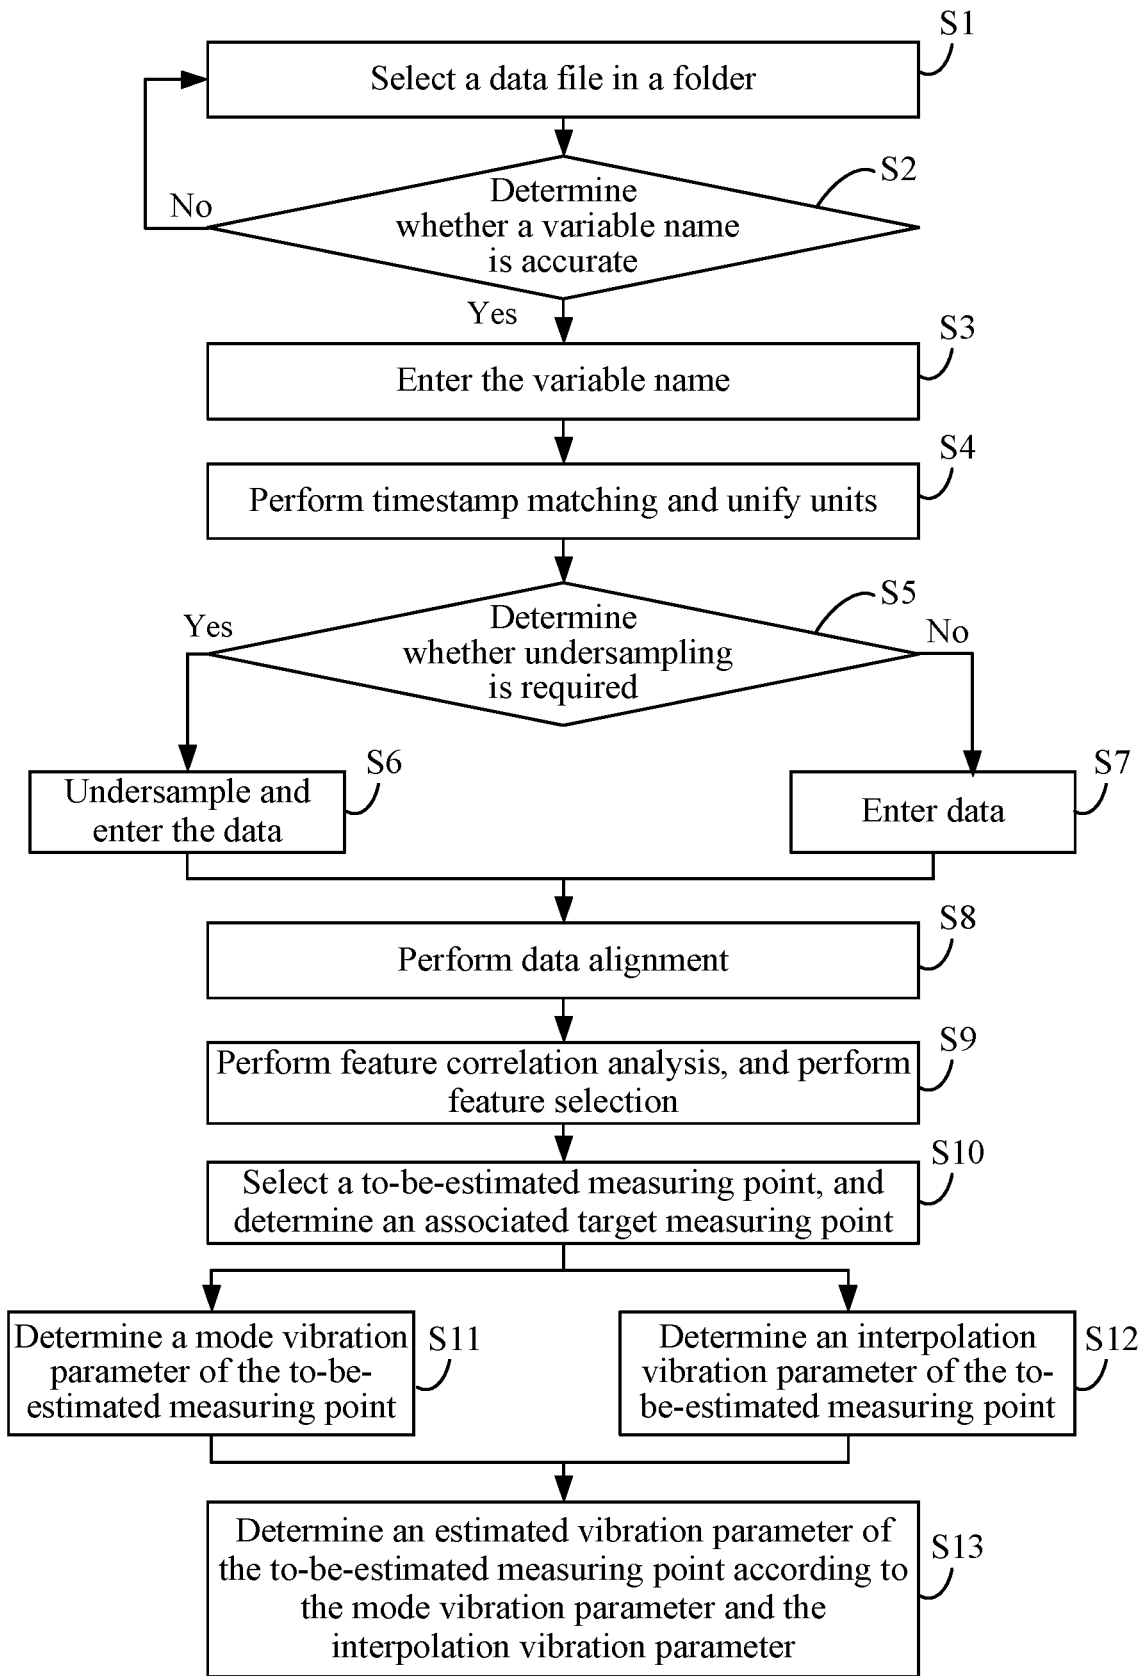 S1
Select a data file in a folder
S2
Determine
whether a variable name
is accurate
No
Yes
S3
Enter the variable name
S4
Perform timestamp matching and unify units
S5
Determine
whether undersampling
is required
Yes
No
S6
Undersample and
enter the data
S7
Enter data
S8
Perform data alignment
S9
Perform feature correlation analysis, and perform
feature selection
S10
Select a to-be-estimated measuring point, and
determine an associated target measuring point
S11
Determine a mode vibration
parameter of the to-be-
estimated measuring point
S12
Determine an interpolation
vibration parameter of the to-
be-estimated measuring point
S13
Determine an estimated vibration parameter of
the to-be-estimated measuring point according to
the mode vibration parameter and the
interpolation vibration parameter